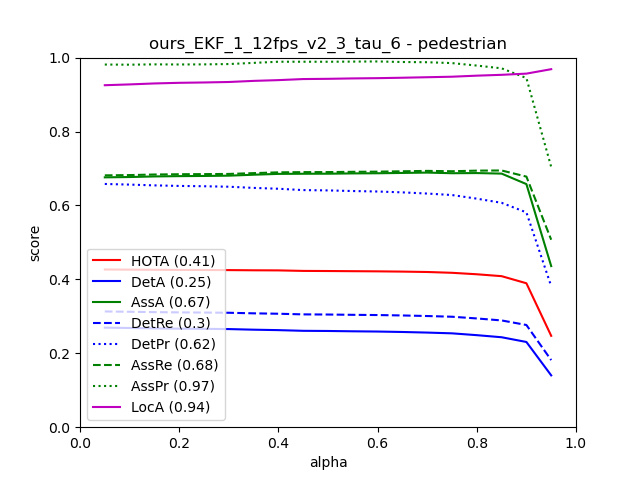 ours_EKF_1_12fps_v2_3_tau_6 - pedestrian
score
1.0
0.8
0.6
0.4
0.2
0.0
HOTA (0.41)
DetA (0.25)
AssA (0.67)
DetRe (0.3)
DetPr (0.62)
AssRe (0.68)
AssPr (0.97)
LocA (0.94)
0.0 0.2 0.4 0.6 0.8 1.0
alpha